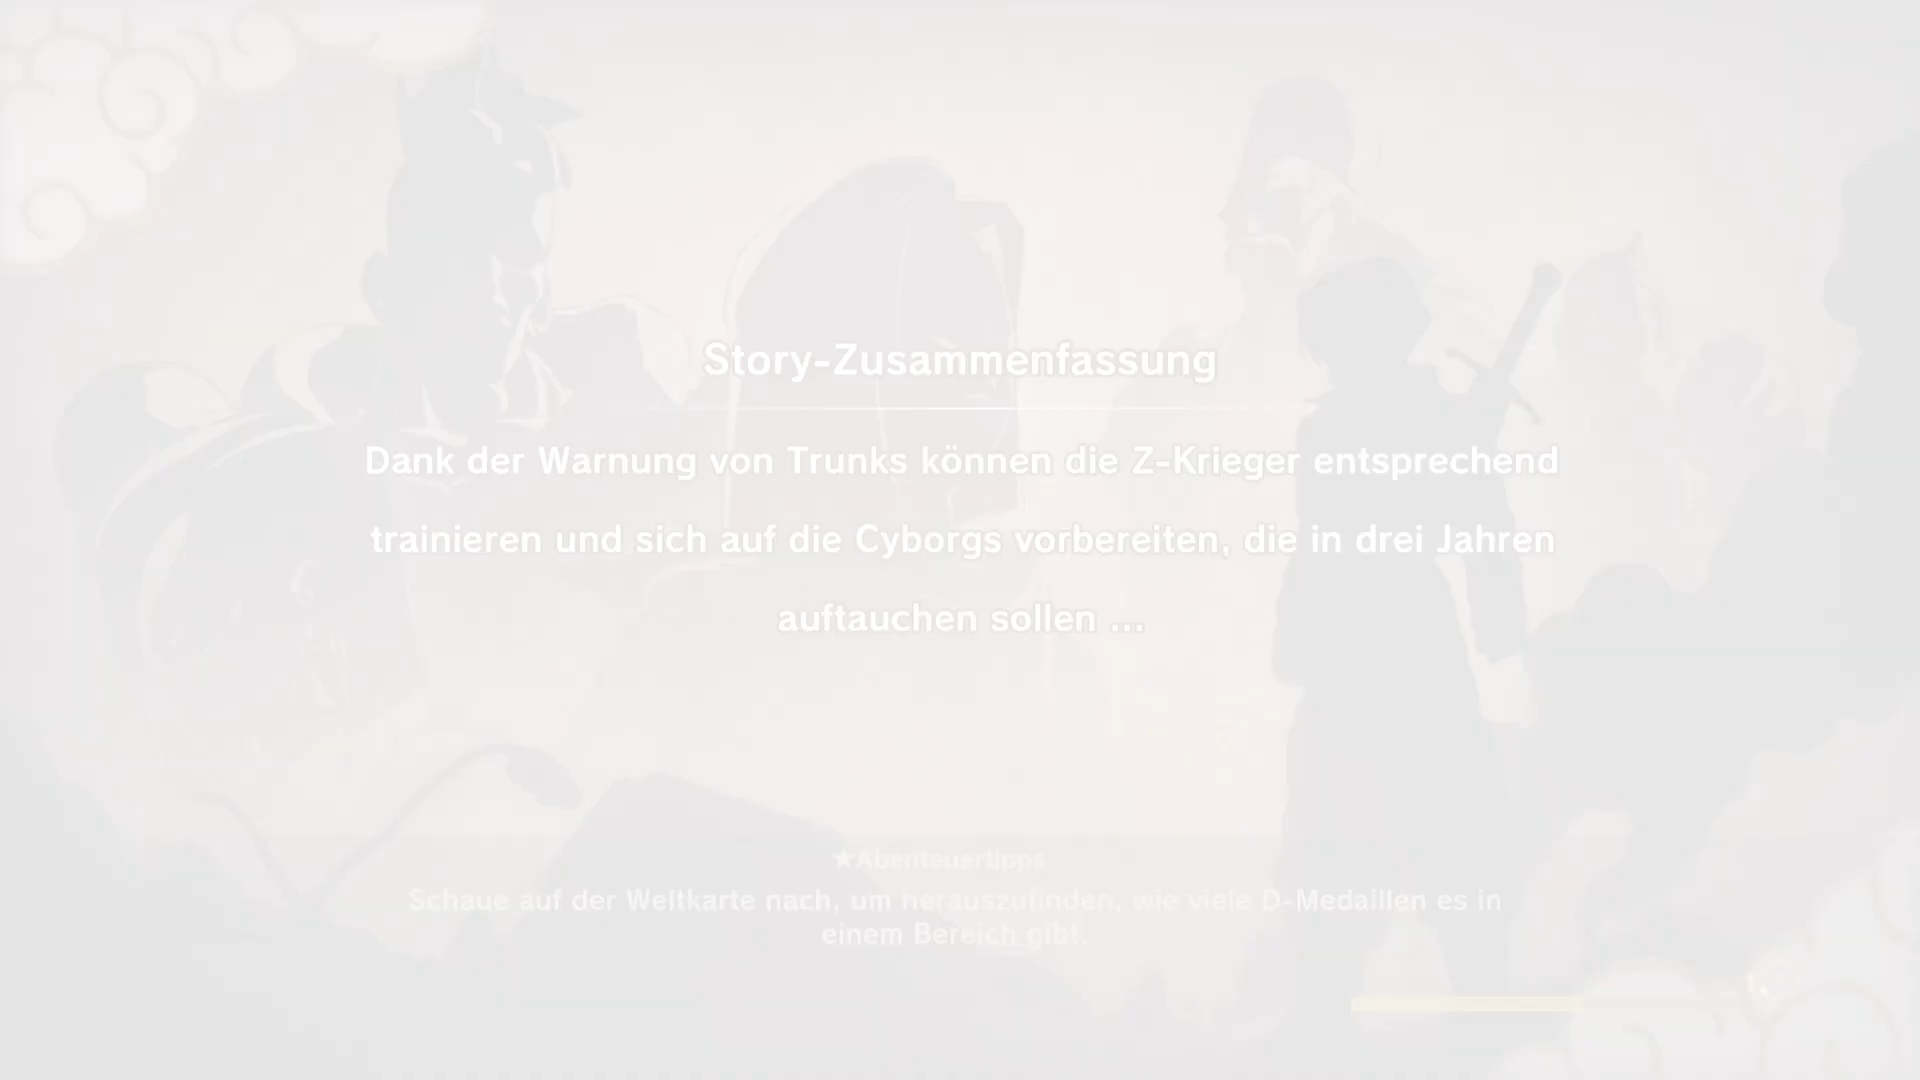 Story-Zusammenfassung
Dank der Warnung von Trunks können die Z-Krieger entsprechend
trainieren und sich auf die Cyborgs vorbereiten, die in drei Jahren
auftauchen sollen ...
★Abenteuertipps
Schaue auf der Weltkarte nach, um herauszufinden, wie viele D-Medaillen es in
einem Bereich gibt.